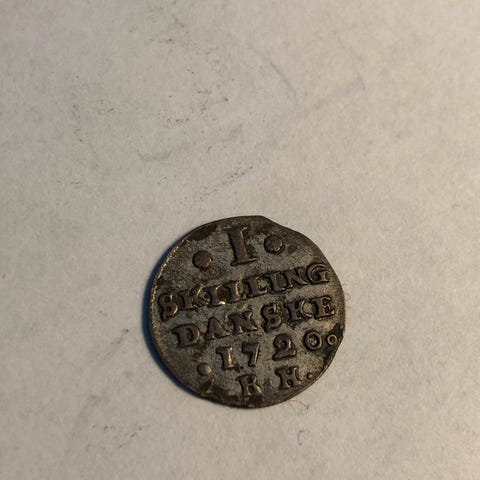 • I •
SKILLING
DANSKE
• 1720 •
B H.